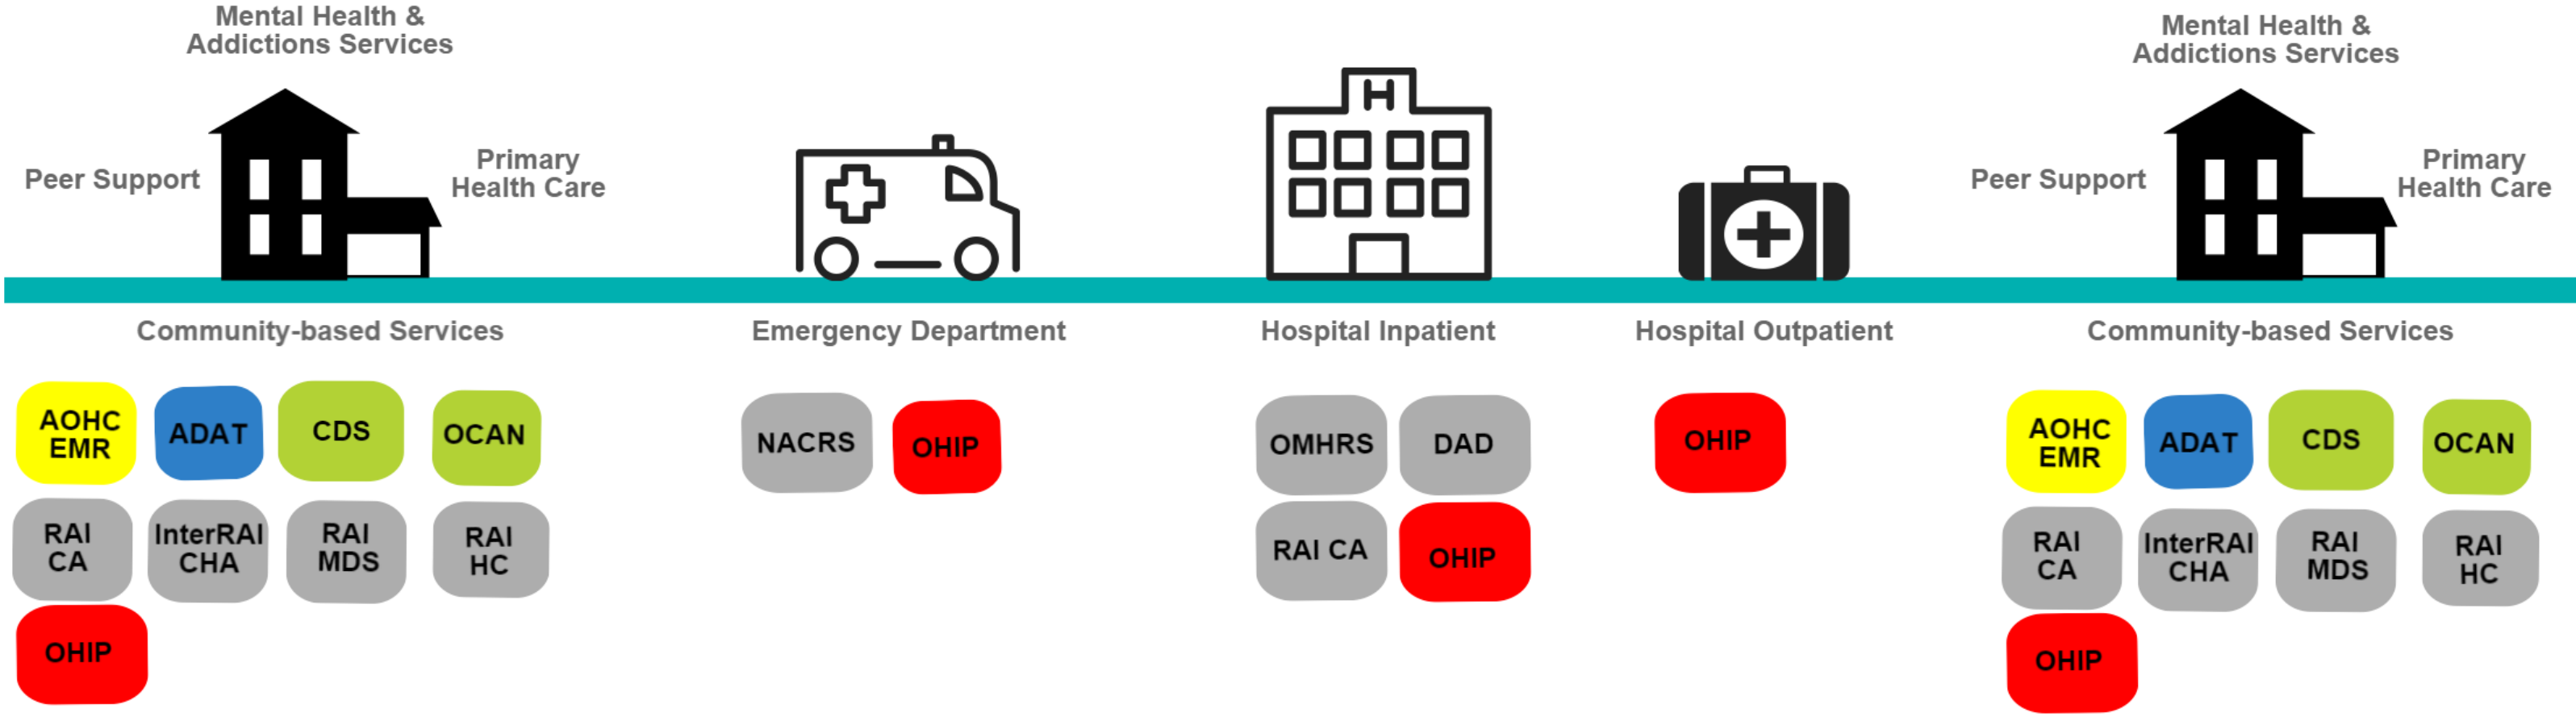 Mental Health &
Addictions Services
Peer Support
Primary
Health Care
H
Mental Health &
Addictions Services
Peer Support
Primary
Health Care
Community-based Services
Emergency Department
Hospital Inpatient
Hospital Outpatient
Community-based Services
AOHC
EMR
ADAT
CDS
OCAN
RAI
CA
InterRAI
CHA
RAI
MDS
RAI
HC
OHIP
NACRS
OHIP
OMHRS
DAD
RAI CA
OHIP
OHIP
AOHC
EMR
ADAT
CDS
OCAN
RAI
CA
InterRAI
CHA
RAI
MDS
RAI
HC
OHIP